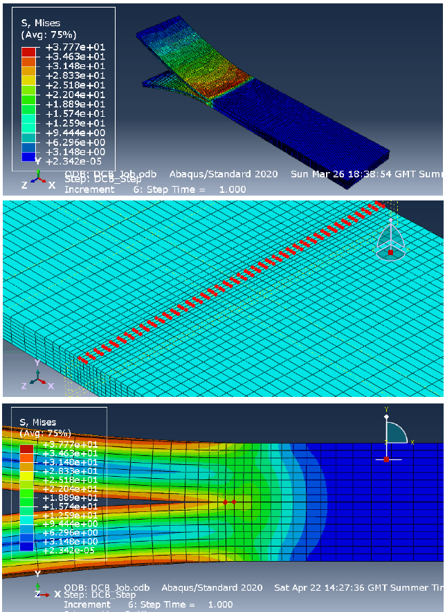 S, Mises
(Avg: 75%)
+3.777e+01
+3.463e+01
+3.148e+01
+2.833e+01
+2.518e+01
+2.204e+01
+1.889e+01
+1.574e+01
+1.259e+01
+9.444e+00
+6.296e+00
+3.148e+00
+2.342e-05
Y
Z X
ODB: DCB_Job.odb Abaqus/Standard 2020 Sun Mar 26 18:38:54 GMT Summ
Step: DCB_Step
Increment 6: Step Time = 1.000
Y
Z X
S, Mises
(Avg: 75%)
+3.777e+01
+3.463e+01
+3.148e+01
+2.833e+01
+2.518e+01
+2.204e+01
+1.889e+01
+1.574e+01
+1.259e+01
+9.444e+00
+6.296e+00
+3.148e+00
+2.342e-05
Y
X
Y
Z X
ODB: DCB_Job.odb Abaqus/Standard 2020 Sat Apr 22 14:27:36 GMT Summer Tim
Step: DCB_Step
Increment 6: Step Time = 1.000